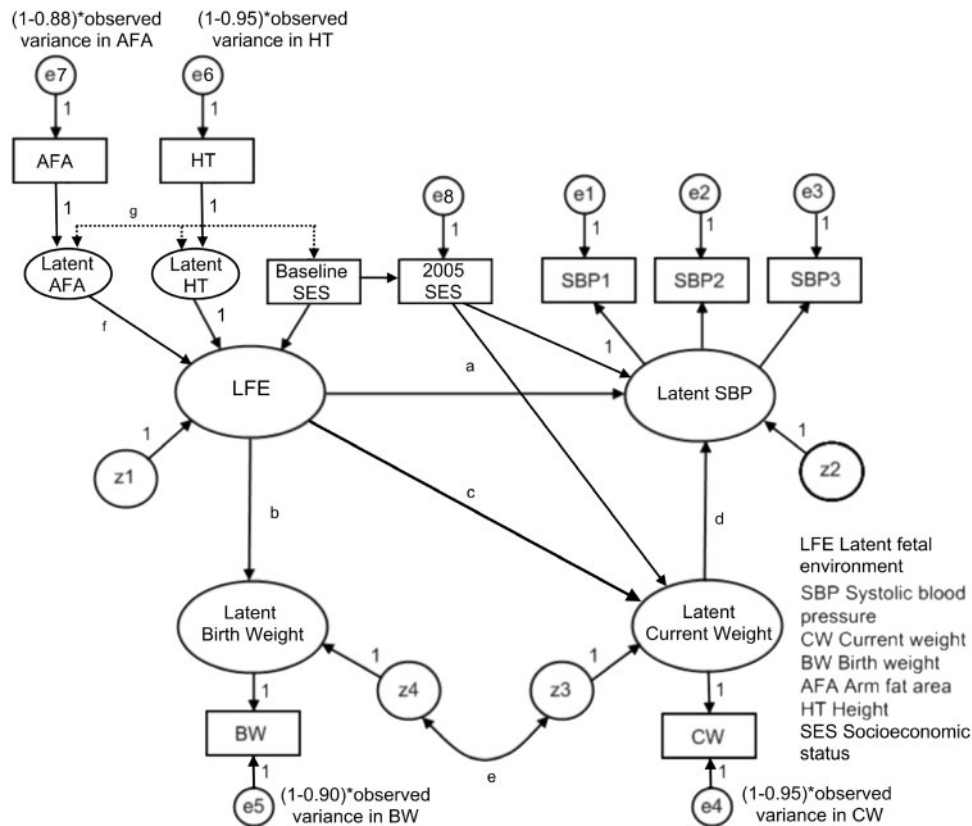 (1-0.88)*observed
variance in AFA
(1-0.95)*observed
variance in HT
e7
e6
1
1
AFA
HT
e8
e1
e2
e3
1
1
g
1
1
1
1
Latent
AFA
Latent
HT
Baseline
SES
2005
SES
SBP1
SBP2
SBP3
f
1
1
a
LFE
Latent SBP
1
1
z1
z2
b
c
d
LFE Latent fetal
environment
SBP Systolic blood
pressure
CW Current weight
BW Birth weight
AFA Arm fat area
HT Height
SES Socioeconomic
status
Latent
Birth Weight
Latent
Current Weight
1
1
z4
z3
1
1
BW
CW
e
1
1
e5
(1-0.90)*observed
variance in BW
e4
(1-0.95)*observed
variance in CW